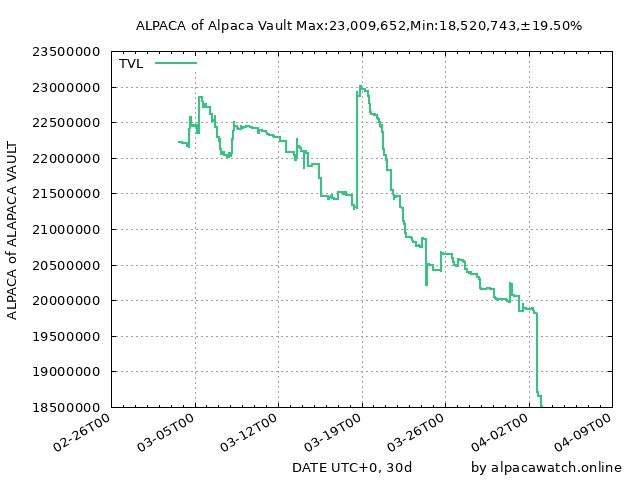 ALPACA of Alpaca Vault Max:23,009,652,Min:18,520,743,±19.50%
TVL
ALPACA of ALAPACA VAULT
23500000
23000000
22500000
22000000
21500000
21000000
20500000
20000000
19500000
19000000
18500000
02-26T00
03-05T00
03-12T00
03-19T00
03-26T00
04-02T00
04-09T00
DATE UTC+0, 30d
by alpacawatch.online